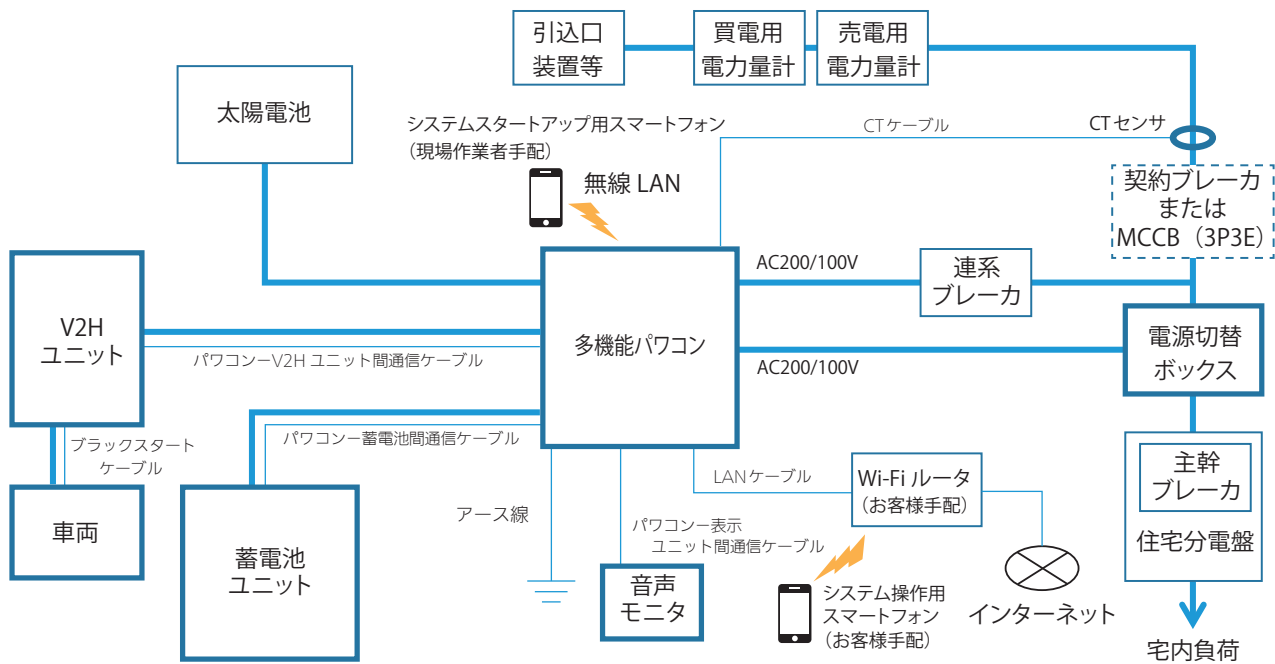 引込口
装置等
買電用
電力量計
売電用
電力量計
太陽電池
システムスタートアップ用スマートフォン
（現場作業者手配）
無線 LAN
CTケーブル
CTセンサ
契約ブレーカ
または
MCCB（3P3E）
AC200/100V
連系
ブレーカ
V2H
ユニット
パワコンーV2H ユニット間通信ケーブル
多機能パワコン
AC200/100V
電源切替
ボックス
ブラックスタート
ケーブル
パワコンー蓄電池間通信ケーブル
車両
蓄電池
ユニット
アース線
パワコンー表示
ユニット間通信ケーブル
音声
モニタ
LANケーブル
Wi-Fi ルータ
（お客様手配）
システム操作用
スマートフォン
（お客様手配）
インターネット
主幹
ブレーカ
住宅分電盤
宅内負荷